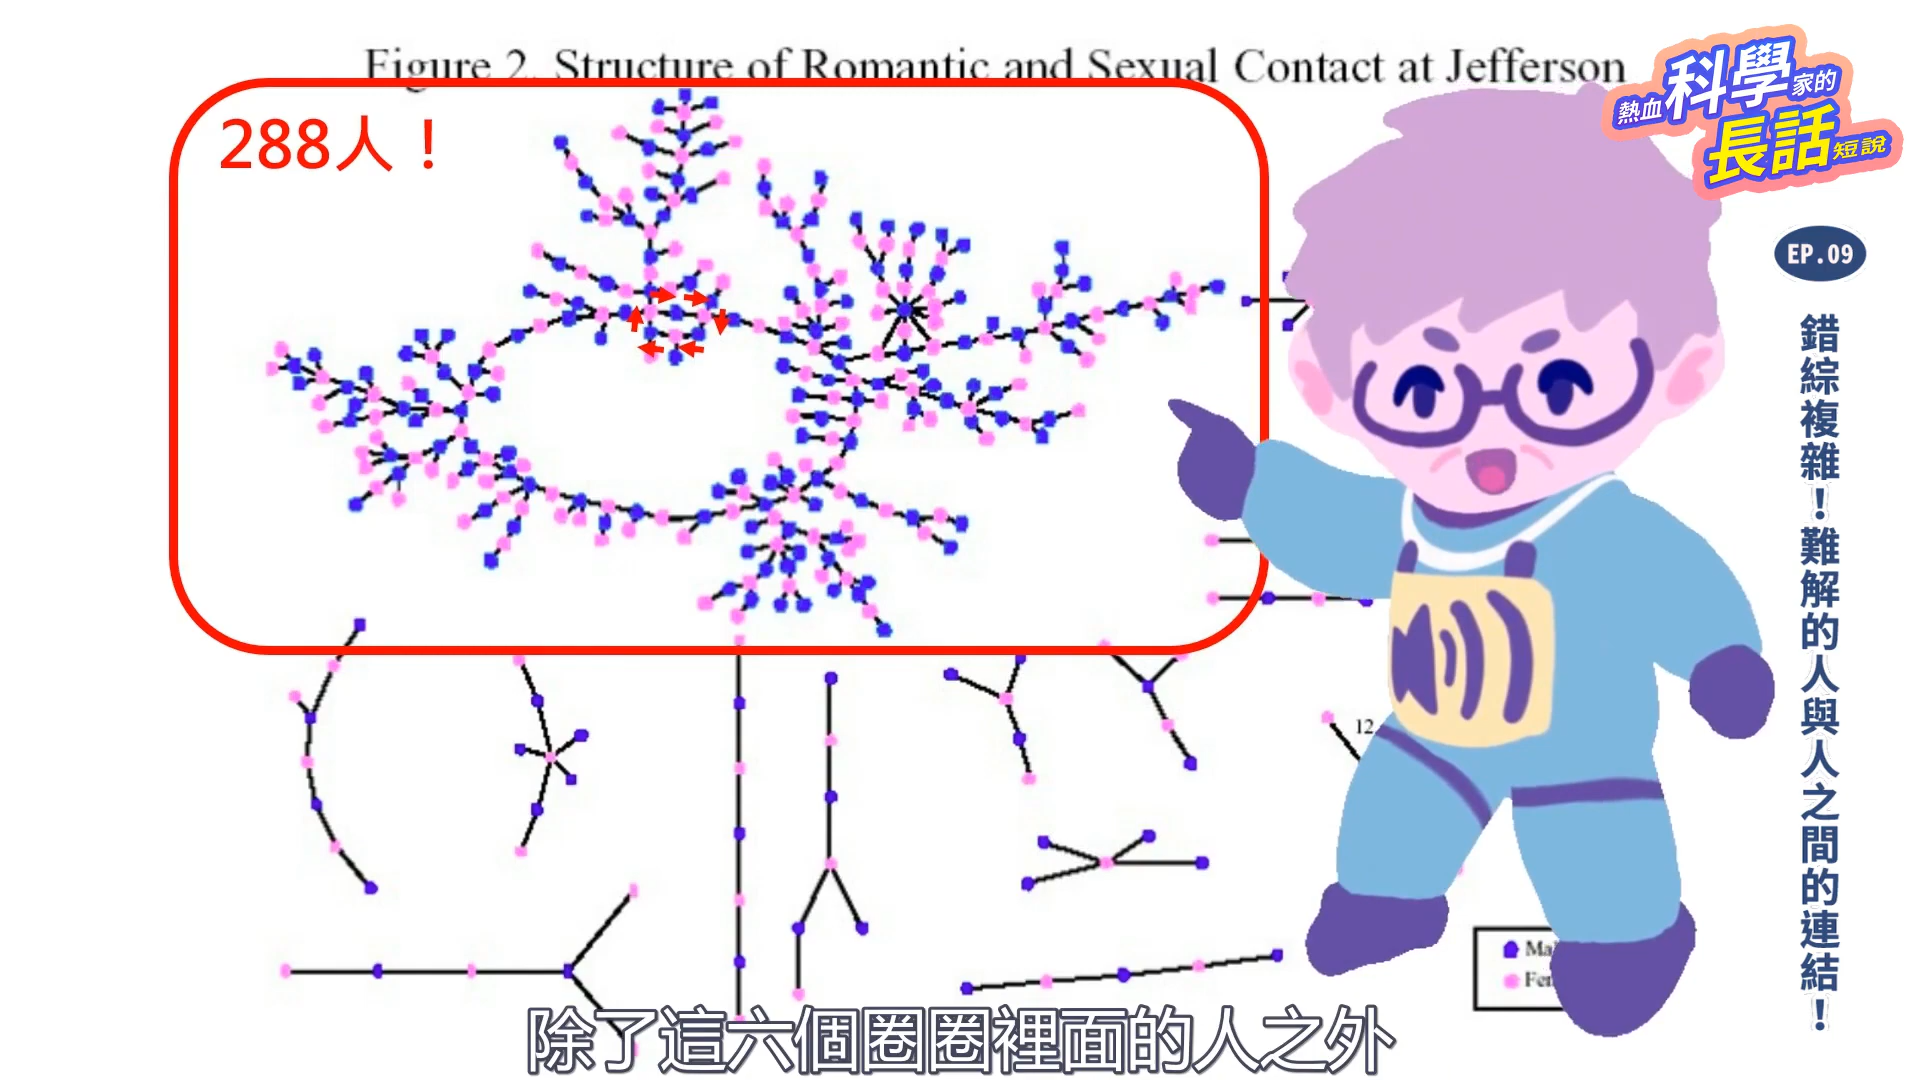 Figure 2. Structure of Romantic and Sexual Contact at Jefferson
288人！
熱血科學家的
長話短說
EP.09
錯綜複雜！難解的人與人之間的連結！
12
除了這六個圈圈裡面的人之外